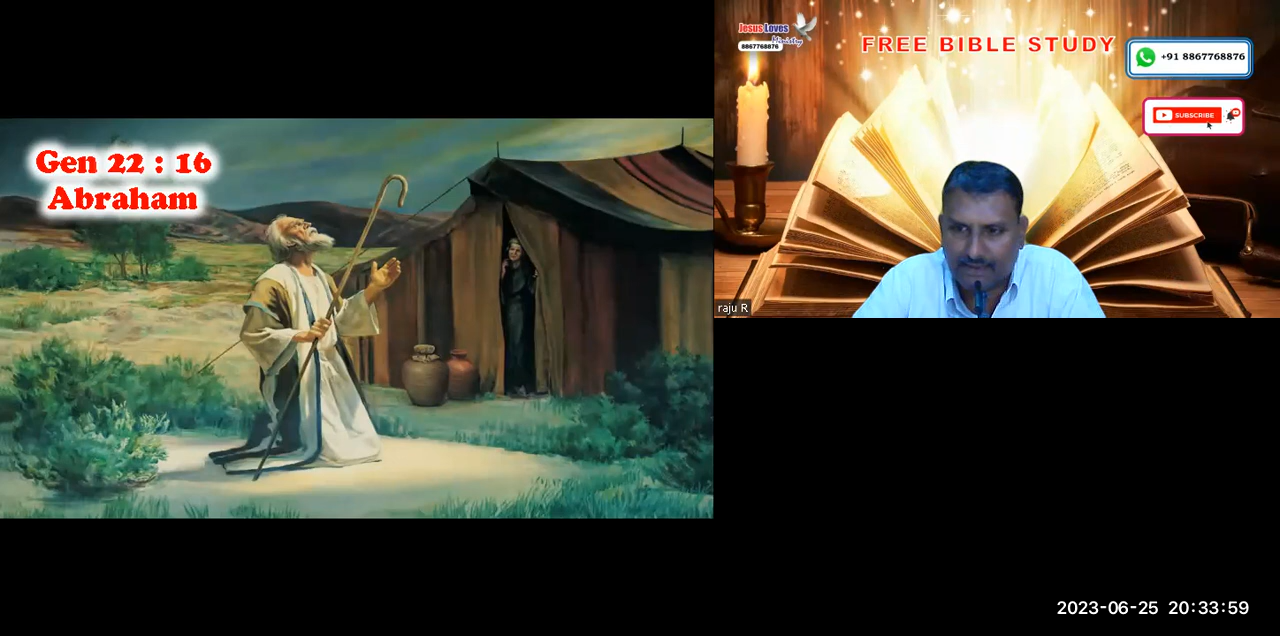 Gen 22 : 16
Abraham
Jesus Loves
Ministry
8867768876
FREE BIBLE STUDY
+91 8867768876
SUBSCRIBE
raju R
2023-06-25 20:33:59